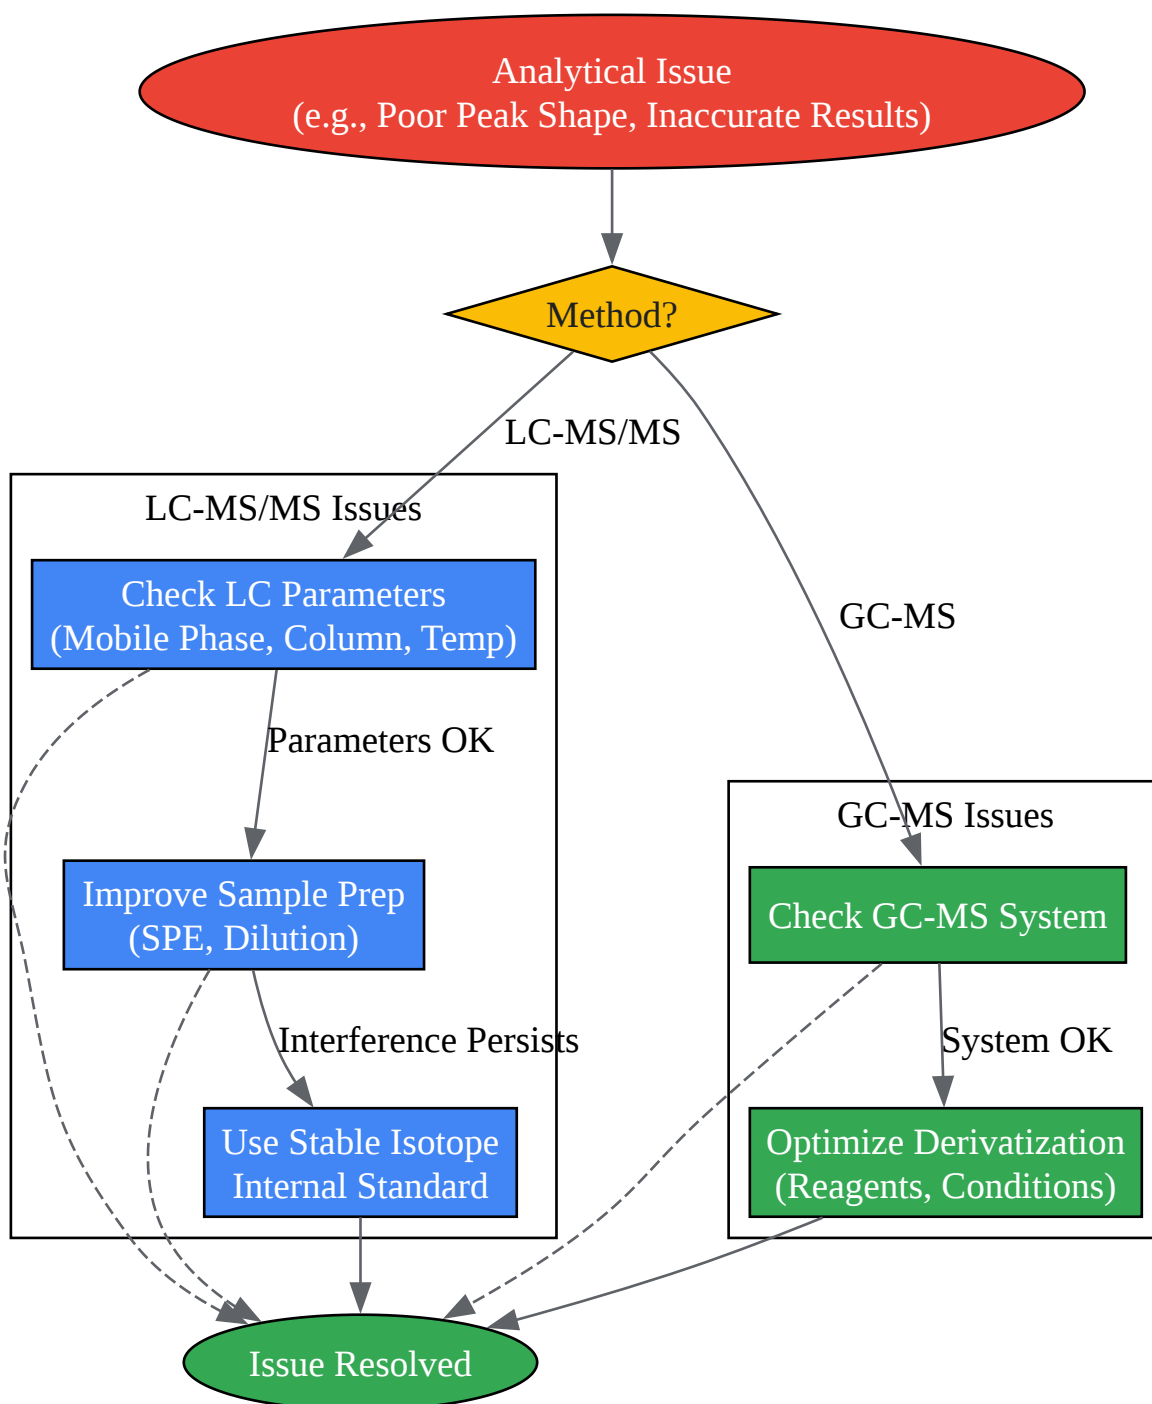 Analytical Issue
(e.g., Poor Peak Shape, Inaccurate Results)
Method?
LC-MS/MS
LC-MS/MS Issues
Check LC Parameters
(Mobile Phase, Column, Temp)
GC-MS
Parameters OK
GC-MS Issues
Improve Sample Prep
(SPE, Dilution)
Check GC-MS System
Interference Persists
System OK
Use Stable Isotope
Internal Standard
Optimize Derivatization
(Reagents, Conditions)
Issue Resolved